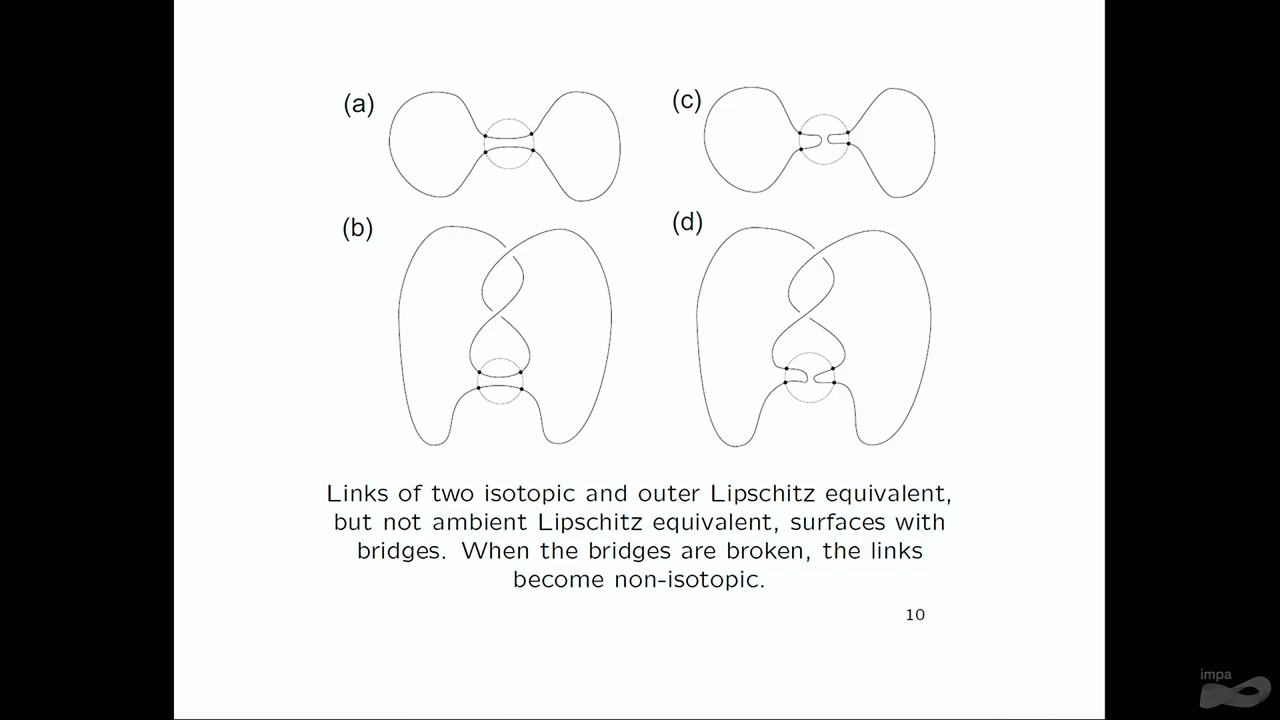 (a)
(c)
(b)
(d)
Links of two isotopic and outer Lipschitz equivalent,
but not ambient Lipschitz equivalent, surfaces with
bridges. When the bridges are broken, the links
become non-isotopic.
10
impa